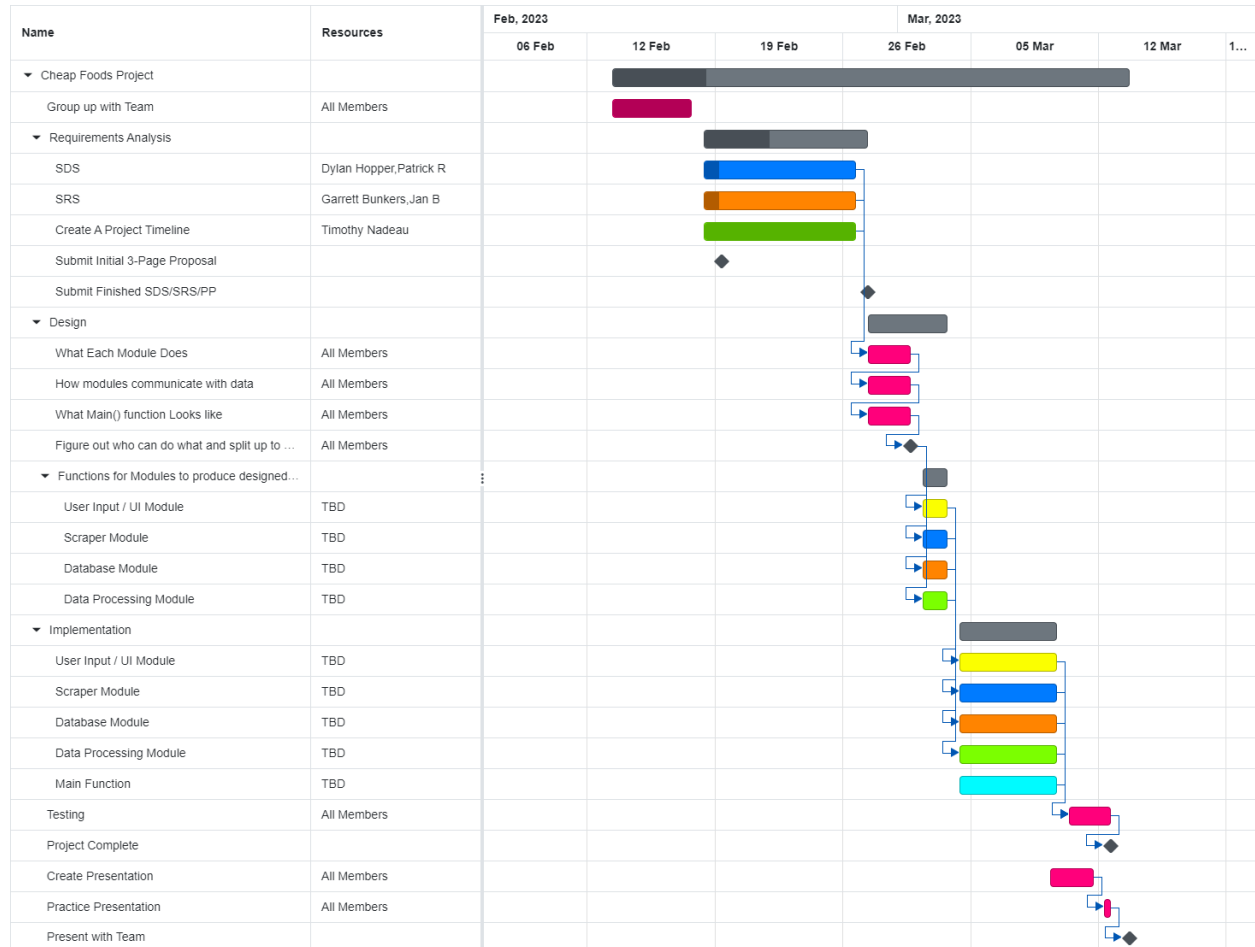 Name Resources Feb, 2023 Mar, 2023
06 Feb 12 Feb 19 Feb 26 Feb 05 Mar 12 Mar 1...
Cheap Foods Project
Group up with Team All Members
Requirements Analysis
SDS Dylan Hopper,Patrick R
SRS Garrett Bunkers,Jan B
Create A Project Timeline Timothy Nadeau
Submit Initial 3-Page Proposal
Submit Finished SDS/SRS/PP
Design
What Each Module Does All Members
How modules communicate with data All Members
What Main() function Looks like All Members
Figure out who can do what and split up to ... All Members
Functions for Modules to produce designed...
User Input / UI Module TBD
Scraper Module TBD
Database Module TBD
Data Processing Module TBD
Implementation
User Input / UI Module TBD
Scraper Module TBD
Database Module TBD
Data Processing Module TBD
Main Function TBD
Testing All Members
Project Complete
Create Presentation All Members
Practice Presentation All Members
Present with Team